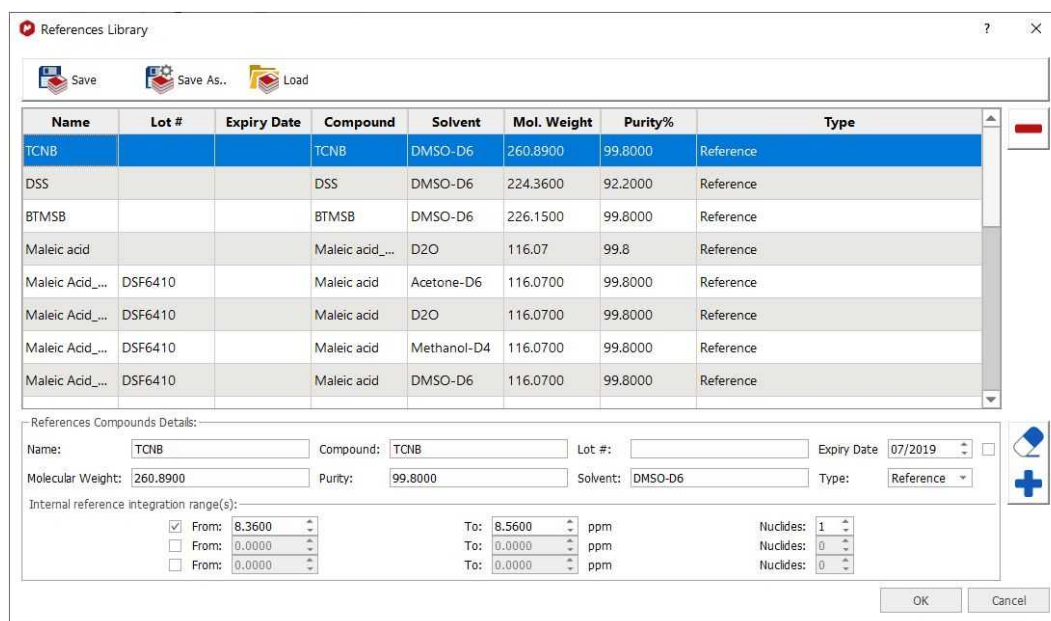 References Library ?
Save Save As.. Load
Name Lot # Expiry Date Compound Solvent Mol. Weight Purity% Type
TCNB TCNB DMSO-D6 260.8900 99.8000 Reference
DSS DSS DMSO-D6 224.3600 92.2000 Reference
BTMSB BTMSB DMSO-D6 226.1500 99.8000 Reference
Maleic acid Maleic acid_... D2O 116.07 99.8 Reference
Maleic Acid_... DSF6410 Maleic acid Acetone-D6 116.0700 99.8000 Reference
Maleic Acid_... DSF6410 Maleic acid D2O 116.0700 99.8000 Reference
Maleic Acid_... DSF6410 Maleic acid Methanol-D4 116.0700 99.8000 Reference
Maleic Acid_... DSF6410 Maleic acid DMSO-D6 116.0700 99.8000 Reference
References Compounds Details:
Name: TCNB Compound: TCNB Lot #: Expiry Date 07/2019
Molecular Weight: 260.8900 Purity: 99.8000 Solvent: DMSO-D6 Type: Reference
Internal reference integration range(s):
From: 8.3600 To: 8.5600 ppm Nuclides: 1
From: 0.0000 To: 0.0000 ppm Nuclides: 0
From: 0.0000 To: 0.0000 ppm Nuclides: 0
OK Cancel